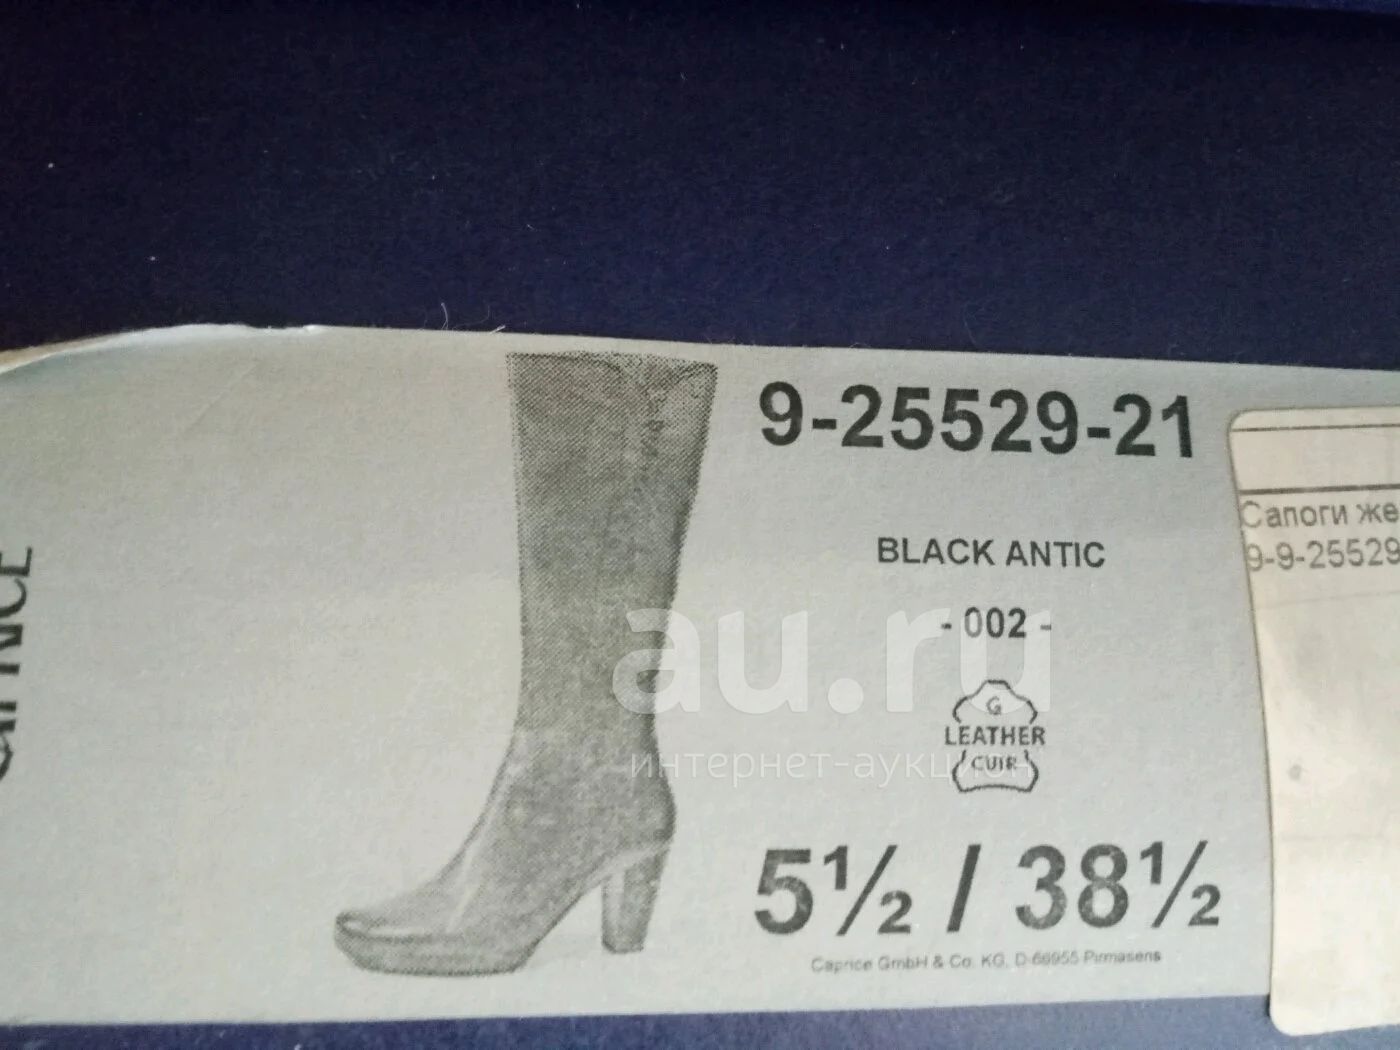 CAPRICE
9-25529-21
BLACK ANTIC
- 002 -
G
LEATHER
CUIR
5½ / 38½
Caprice GmbH & Co. KG, D-66955 Pirmasens
Сапоги же
9-9-25529
au.ru
интернет-аукцион